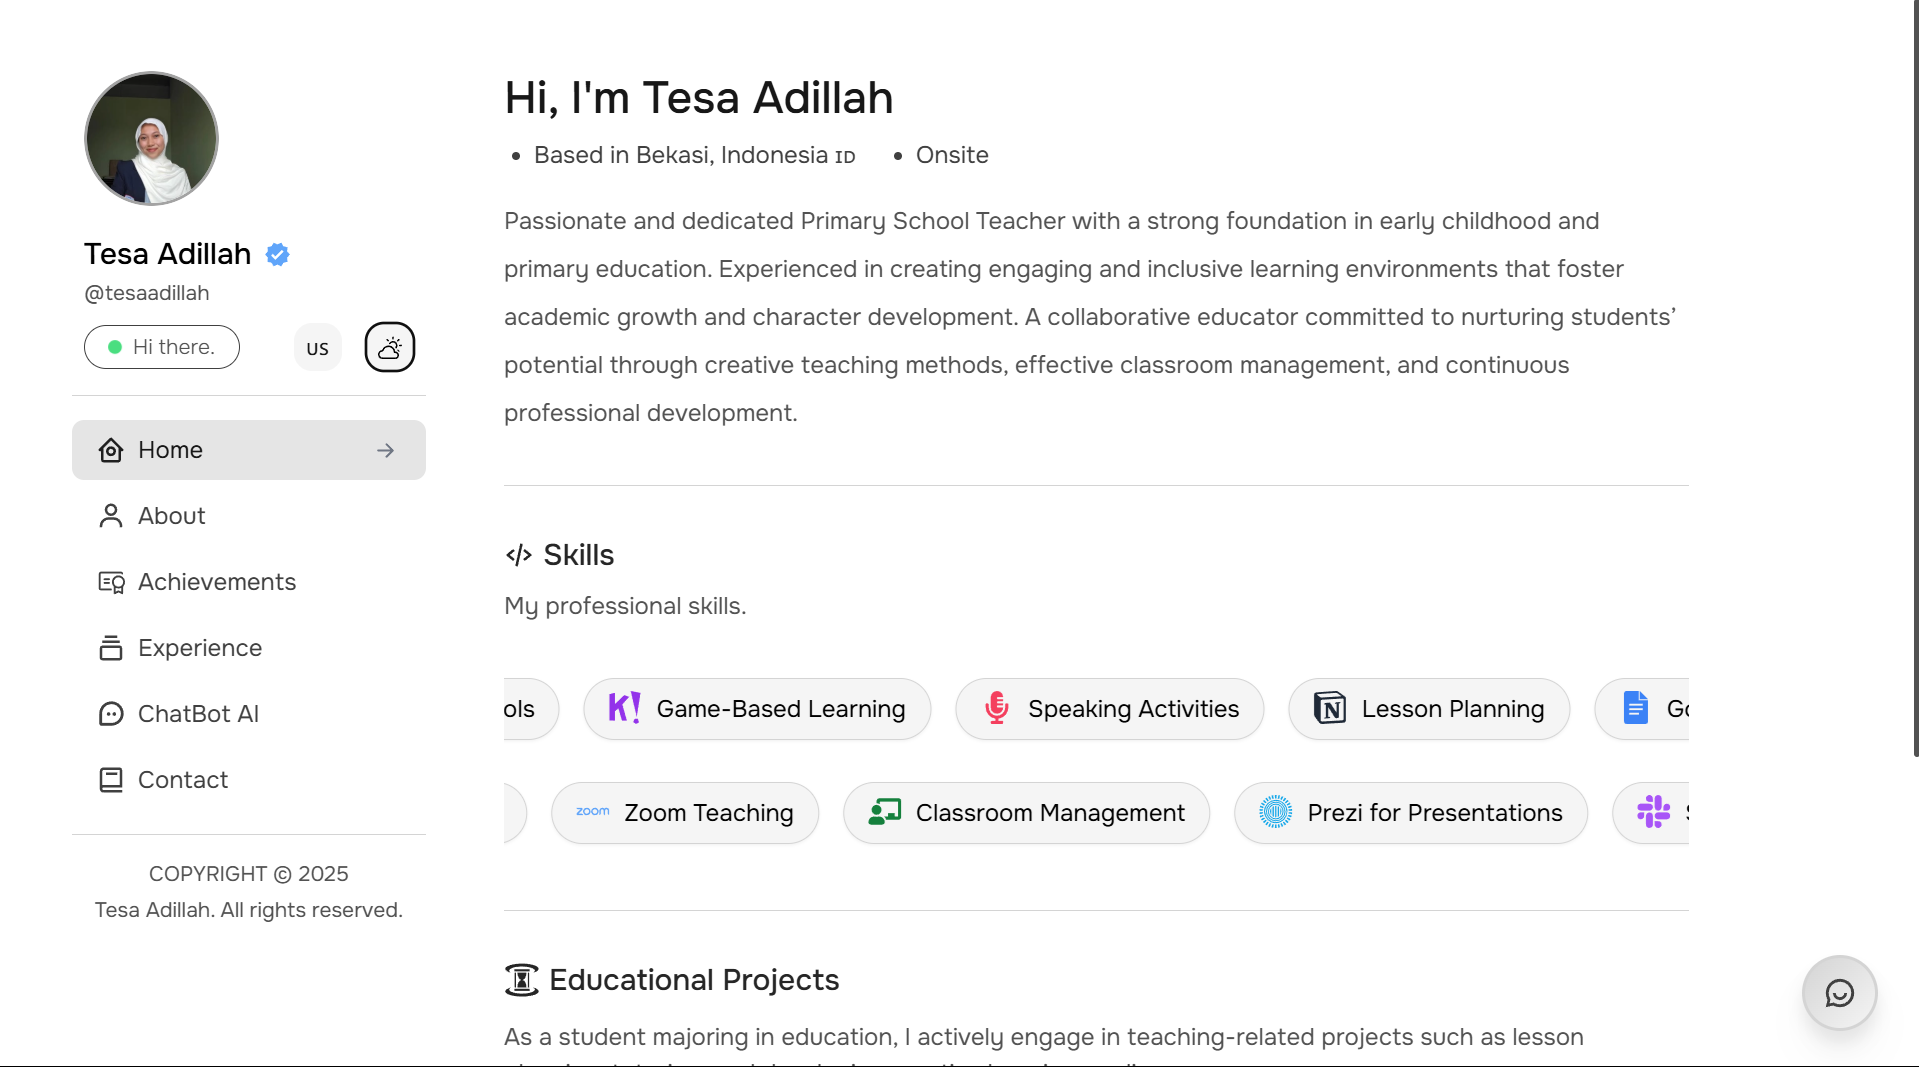 Tesa Adillah
@tesaadillah
Hi there.
US
Home
About
Achievements
Experience
ChatBot AI
Contact
COPYRIGHT © 2025
Tesa Adillah. All rights reserved.
Hi, I'm Tesa Adillah
Based in Bekasi, Indonesia ID
Onsite
Passionate and dedicated Primary School Teacher with a strong foundation in early childhood and
primary education. Experienced in creating engaging and inclusive learning environments that foster
academic growth and character development. A collaborative educator committed to nurturing students’
potential through creative teaching methods, effective classroom management, and continuous
professional development.
Skills
My professional skills.
K! Game-Based Learning
Speaking Activities
N Lesson Planning
zoom Zoom Teaching
Classroom Management
Prezi for Presentations
Educational Projects
As a student majoring in education, I actively engage in teaching-related projects such as lesson